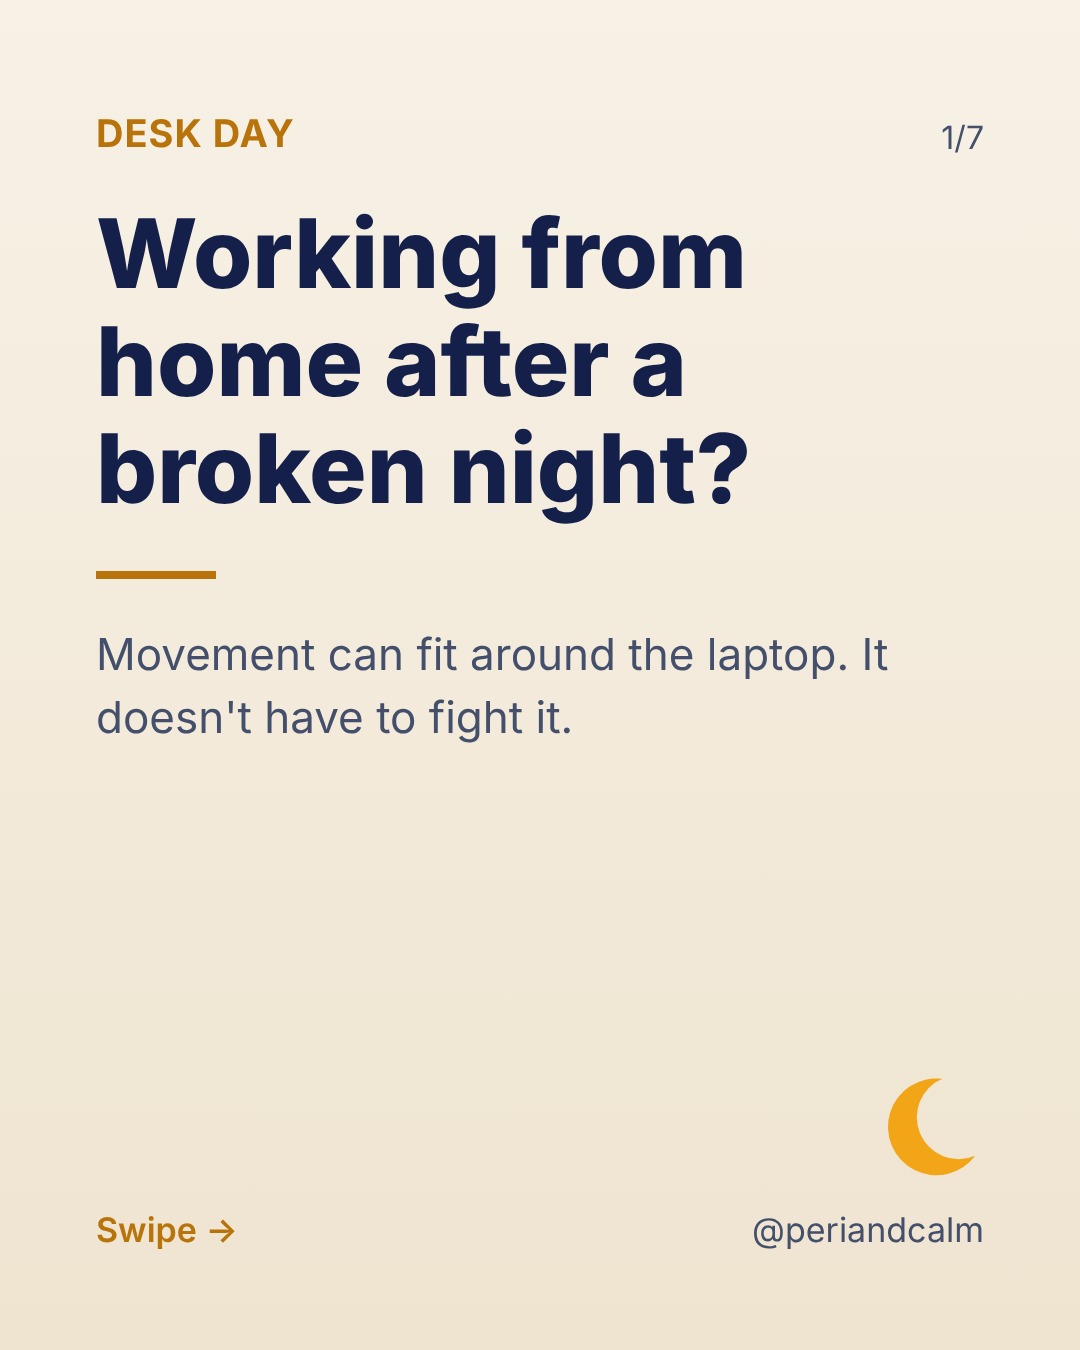 DESK DAY
1/7
Working from
home after a
broken night?
Movement can fit around the laptop. It
doesn't have to fight it.
Swipe →
@periandcalm